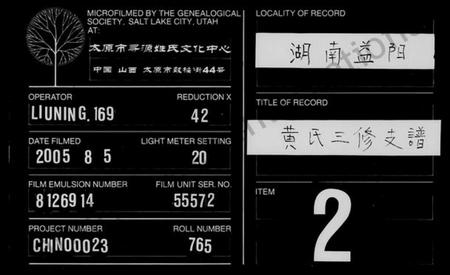 MICROFILMED BY THE GENEALOGICAL
SOCIETY, SALT LAKE CITY, UTAH
AT:
太原市寻源姓氏文化中心
中国 山西 太原市鼓楼街44号
OPERATOR
REDUCTION X
LIUNING.169
42
DATE FILMED
LIGHT METER SETTING
2005 8 5
20
FILM EMULSION NUMBER
FILM UNIT SER. NO.
8126914
55572
PROJECT NUMBER
ROLL NUMBER
CHN00023
765
LOCALITY OF RECORD
湖南益阳
TITLE OF RECORD
黄氏三修支譜
ITEM
2